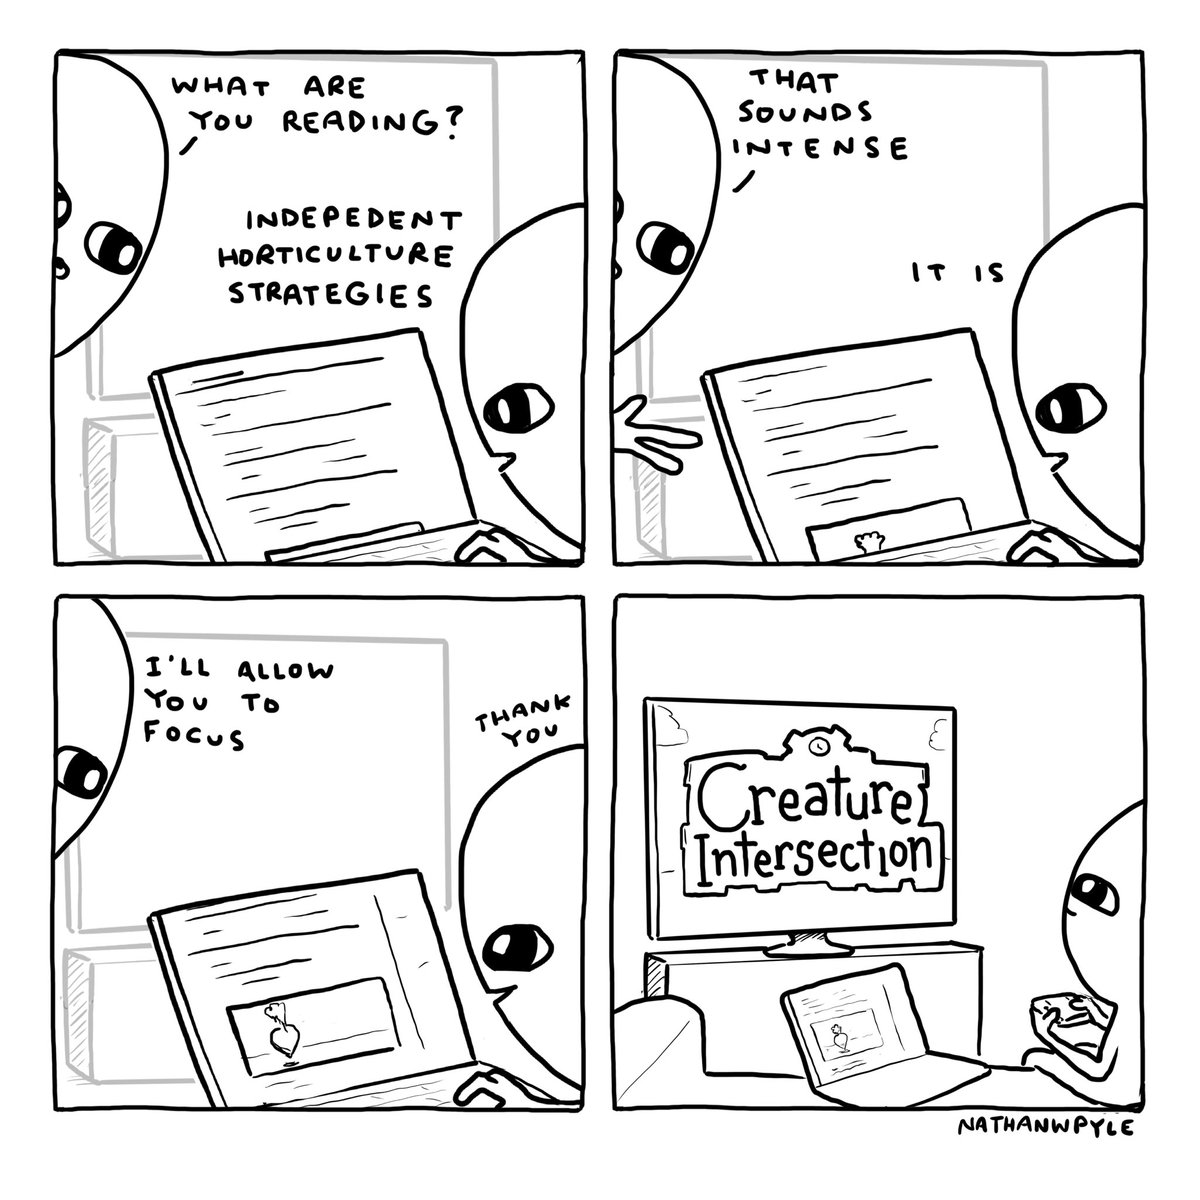 WHAT ARE
YOU READING?
INDEPEDENT
HORTICULTURE
STRATEGIES
THAT
SOUNDS
INTENSE
IT IS
I'LL ALLOW
YOU TO
FOCUS
THANK
YOU
Creature
Intersection
NATHANWPYLE